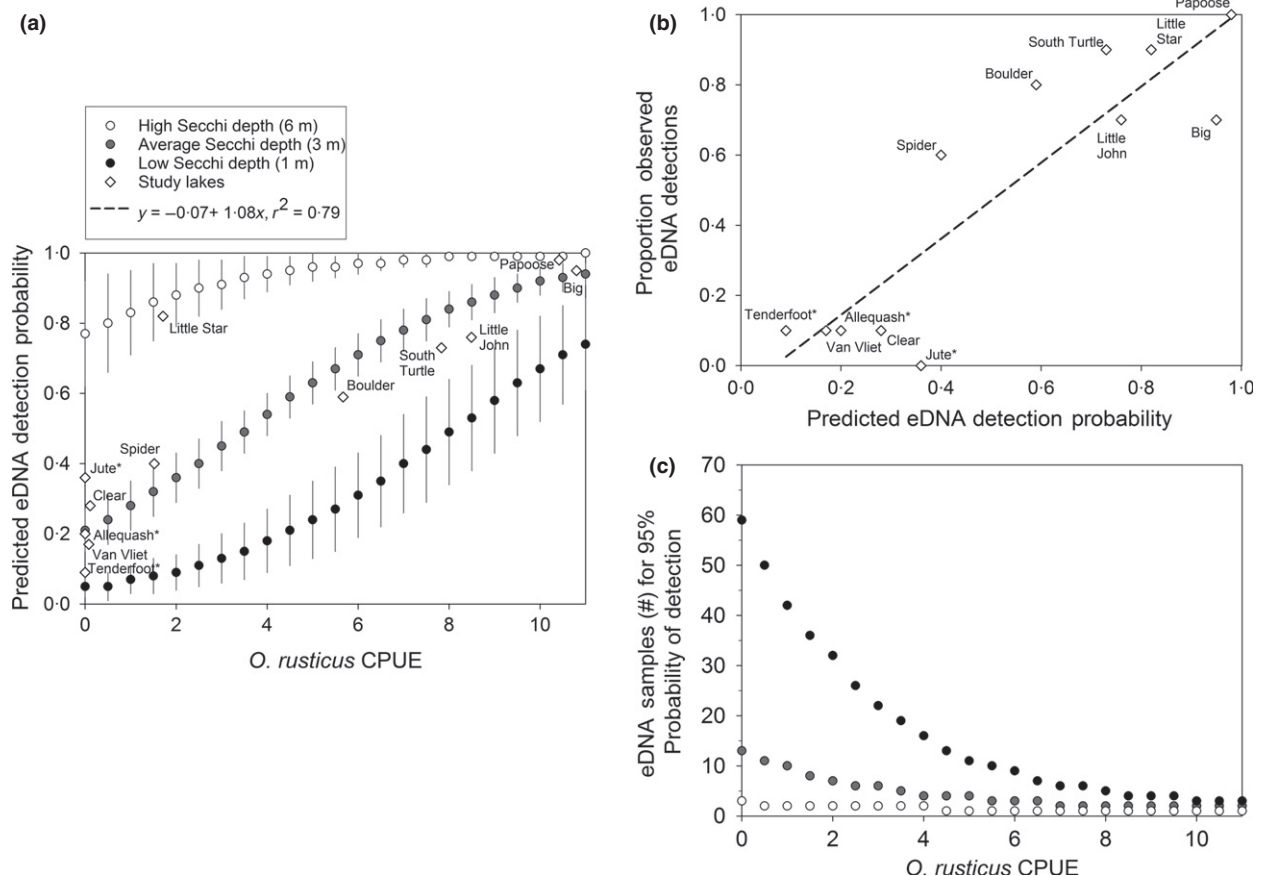 (a)
High Secchi depth (6 m)
Average Secchi depth (3 m)
Low Secchi depth (1 m)
Study lakes
y = –0·07+ 1·08x, r2 = 0·79
Predicted eDNA detection probability
1·0
0·8
0·6
0·4
0·2
0·0
Papoose
Big
Little Star
Little
John
South
Turtle
Boulder
Spider
Jute*
Clear
Allequash*
Van Vliet
Tenderfoot*
0
2
4
6
8
10
O. rusticus CPUE
(b)
Proportion observed
eDNA detections
1·0
0·8
0·6
0·4
0·2
0·0
Papoose
Little
Star
South Turtle
Boulder
Little
John
Big
Spider
Tenderfoot*
Allequash*
Van Vliet
Clear
Jute*
0·0
0·2
0·4
0·6
0·8
1·0
Predicted eDNA detection probability
(c)
eDNA samples (#) for 95%
Probability of detection
70
60
50
40
30
20
10
0
0
2
4
6
8
10
O. rusticus CPUE